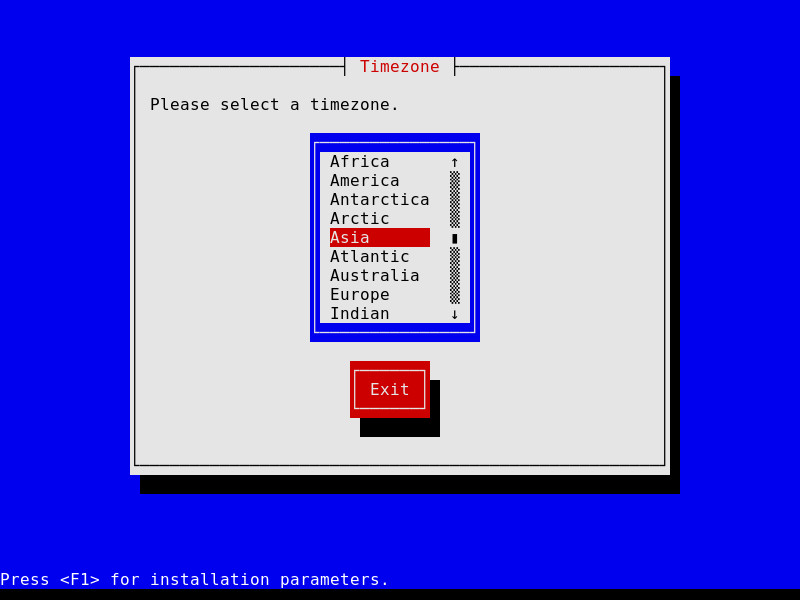 Timezone
Please select a timezone.
Africa ↑
America
Antarctica
Arctic
Asia
Atlantic
Australia
Europe
Indian ↓
Exit
Press <F1> for installation parameters.